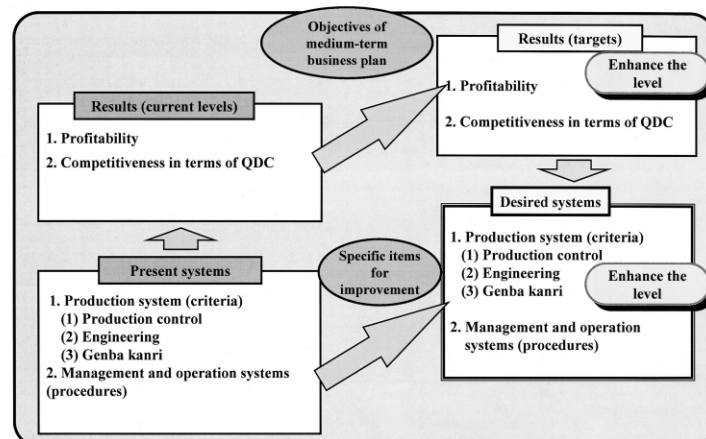 Objectives of
medium-term
business plan
Results (targets)
Enhance the
level
1. Profitability
2. Competitiveness in terms of QDC
Results (current levels)
1. Profitability
2. Competitiveness in terms of QDC
Desired systems
1. Production system (criteria)
(1) Production control
(2) Engineering
(3) Genba kanri
Enhance the
level
2. Management and operation
systems (procedures)
Specific items
for
improvement
Present systems
1. Production system (criteria)
(1) Production control
(2) Engineering
(3) Genba kanri
2. Management and operation systems
(procedures)